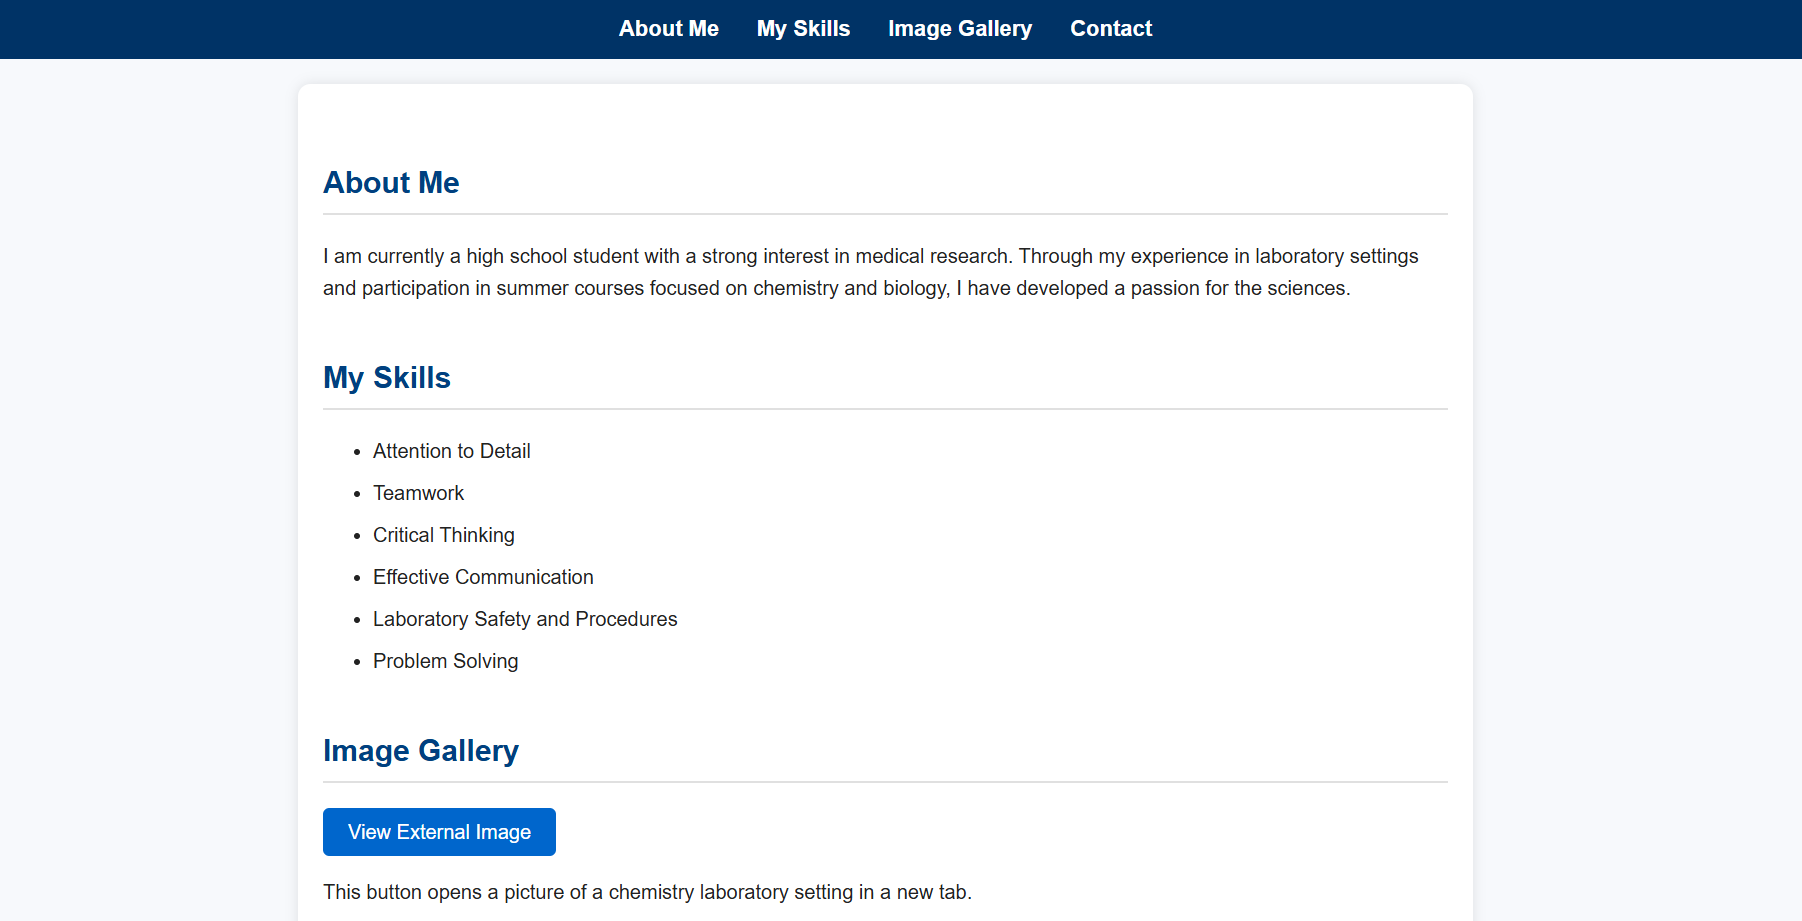 About Me My Skills Image Gallery Contact
About Me
I am currently a high school student with a strong interest in medical research. Through my experience in laboratory settings
and participation in summer courses focused on chemistry and biology, I have developed a passion for the sciences.
My Skills
• Attention to Detail
• Teamwork
• Critical Thinking
• Effective Communication
• Laboratory Safety and Procedures
• Problem Solving
Image Gallery
View External Image
This button opens a picture of a chemistry laboratory setting in a new tab.